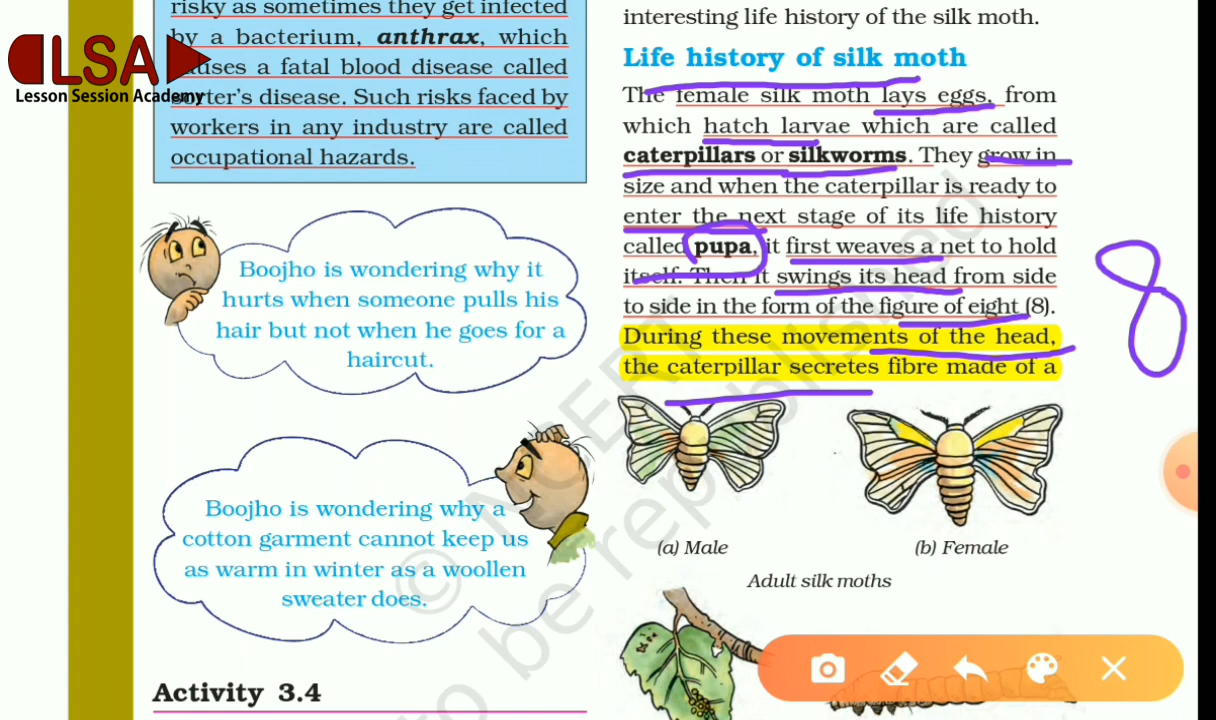 risky as sometimes they get infected
by a bacterium, anthrax, which
causes a fatal blood disease called
sorter's disease. Such risks faced by
workers in any industry are called
occupational hazards.
LSA
Lesson Session Academy
Boojho is wondering why it
hurts when someone pulls his
hair but not when he goes for a
haircut.
Boojho is wondering why a
cotton garment cannot keep us
as warm in winter as a woollen
sweater does.
Activity 3.4
interesting life history of the silk moth.
Life history of silk moth
The female silk moth lays eggs, from
which hatch larvae which are called
caterpillars or silkworms. They grow in
size and when the caterpillar is ready to
enter the next stage of its life history
called pupa, it first weaves a net to hold
itself. Then it swings its head from side
to side in the form of the figure of eight (8).
During these movements of the head,
the caterpillar secretes fibre made of a
8
(a) Male
(b) Female
Adult silk moths
© NCERT
to be republished